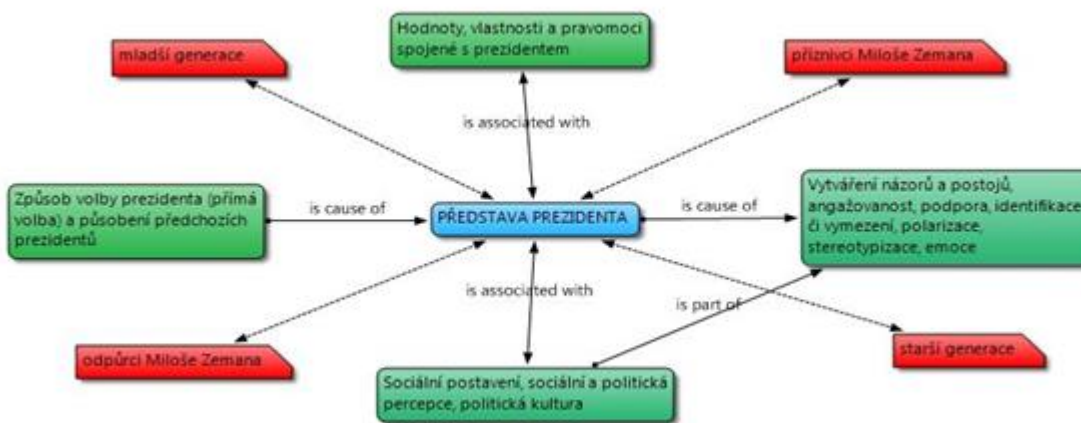 Hodnoty, vlastnosti a pravomoci
spojené s prezidentem
mladší generace
příznivci Miloše Zemana
is associated with
Způsob volby prezidenta (přímá
volba) a působení předchozích
prezidentů
is cause of
PŘEDSTAVA PREZIDENTA
is cause of
Vytváření názorů a postojů,
angažovanost, podpora, identifikace
či vymezení, polarizace,
stereotypizace, emoce
is associated with
is part of
odpůrci Miloše Zemana
starší generace
Sociální postavení, sociální a politická
percepce, politická kultura